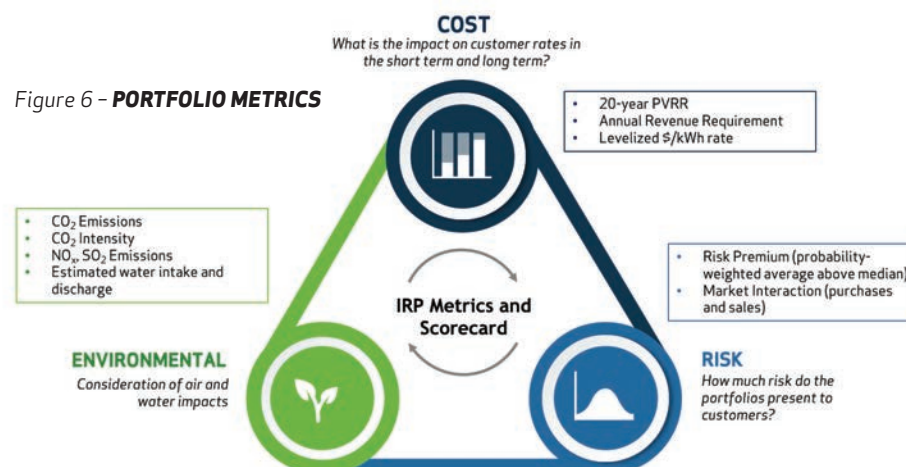 COST
What is the impact on customer rates in
the short term and long term?
Figure 6 – PORTFOLIO METRICS
• 20-year PVRR
• Annual Revenue Requirement
• Levelized $/kWh rate
• CO₂ Emissions
• CO₂ Intensity
• NOₓ, SO₂ Emissions
• Estimated water intake and
discharge
• Risk Premium (probability-
weighted average above median)
• Market Interaction (purchases
and sales)
IRP Metrics and
Scorecard
ENVIRONMENTAL
Consideration of air and
water impacts
RISK
How much risk do the
portfolios present to
customers?